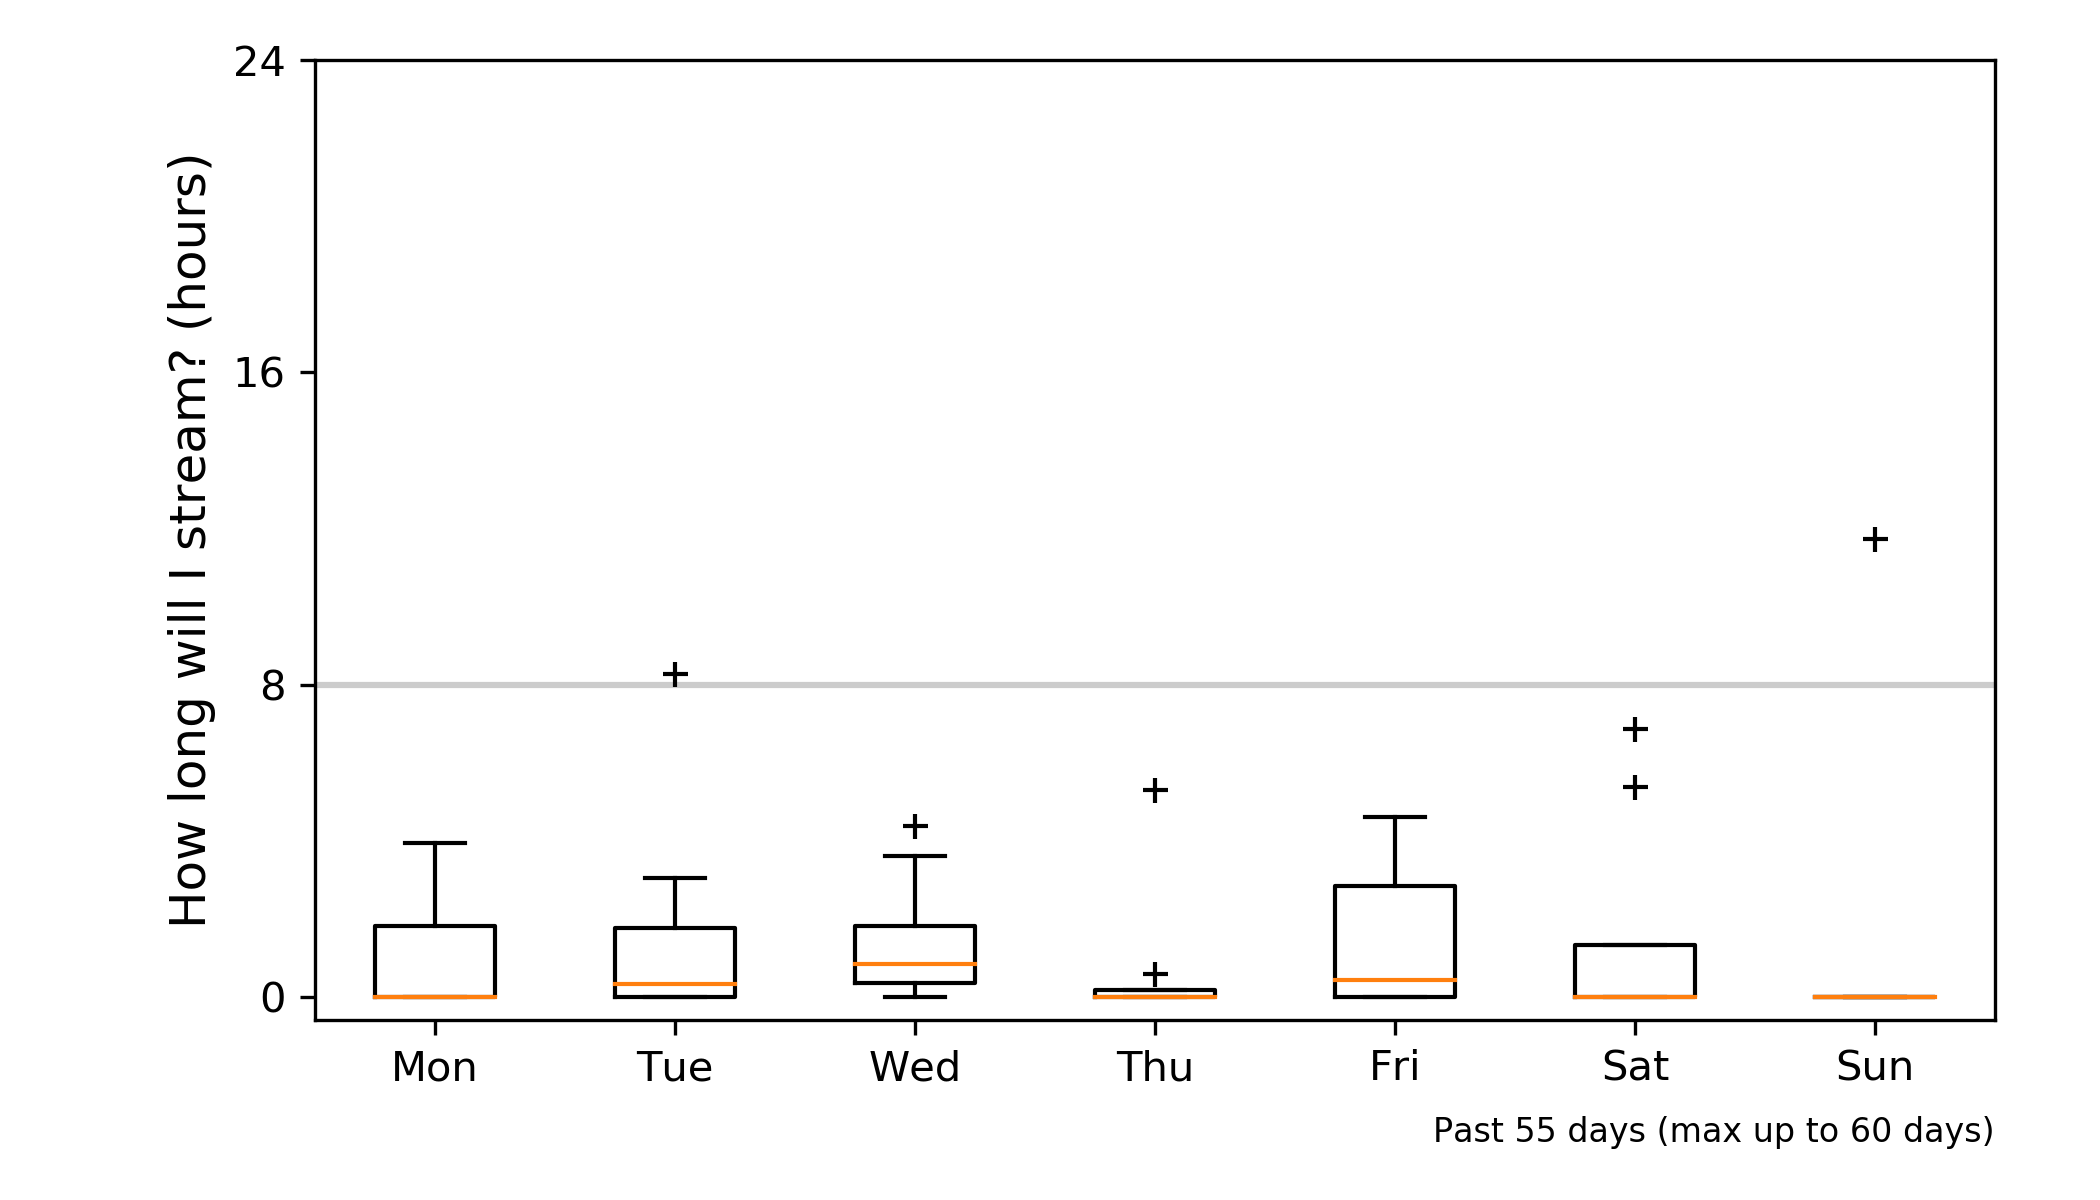 How long will I stream? (hours)
24
16
8
0
Mon Tue Wed Thu Fri Sat Sun
Past 55 days (max up to 60 days)